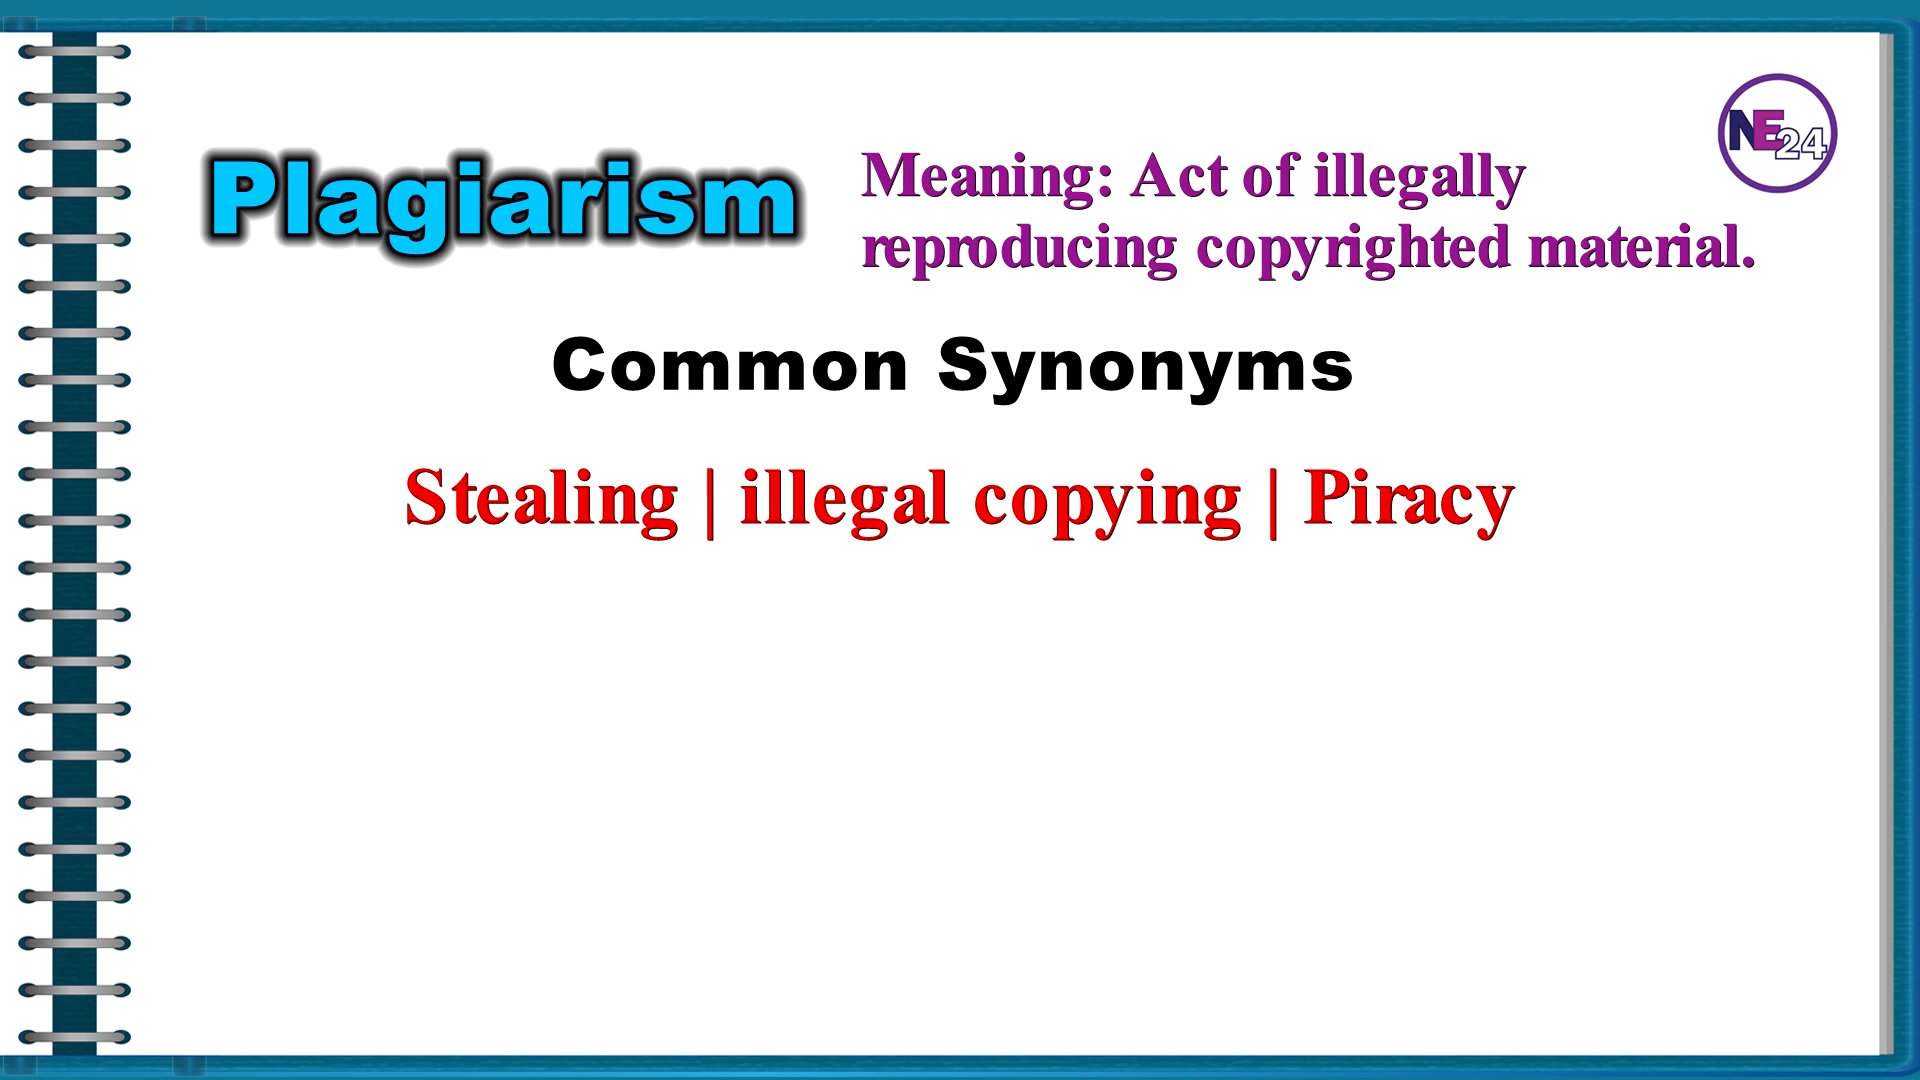 Plagiarism
Meaning: Act of illegally
reproducing copyrighted material.
NE24
Common Synonyms
Stealing | illegal copying | Piracy